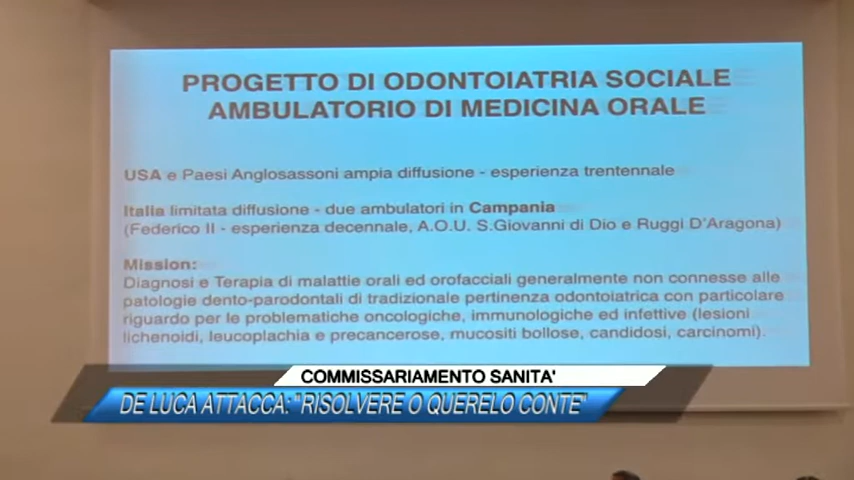 PROGETTO DI ODONTOIATRIA SOCIALE
AMBULATORIO DI MEDICINA ORALE
USA e Paesi Anglosassoni ampia diffusione - esperienza trentennale
Italia limitata diffusione - due ambulatori in Campania
(Federico II - esperienza decennale, A.O.U. S.Giovanni di Dio e Ruggi D'Aragona)
Mission:
Diagnosi e Terapia di malattie orali ed orofacciali generalmente non connesse alle
patologie dento-parodontali di tradizionale pertinenza odontoiatrica con particolare
riguardo per le problematiche oncologiche, immunologiche ed infettive (lesioni
lichenoidi, leucoplachia e precancerose, mucositi bollose, candidosi, carcinomi).
COMMISSARIAMENTO SANITA'
DE LUCA ATTACCA: "RISOLVERE O QUERELO CONTE"